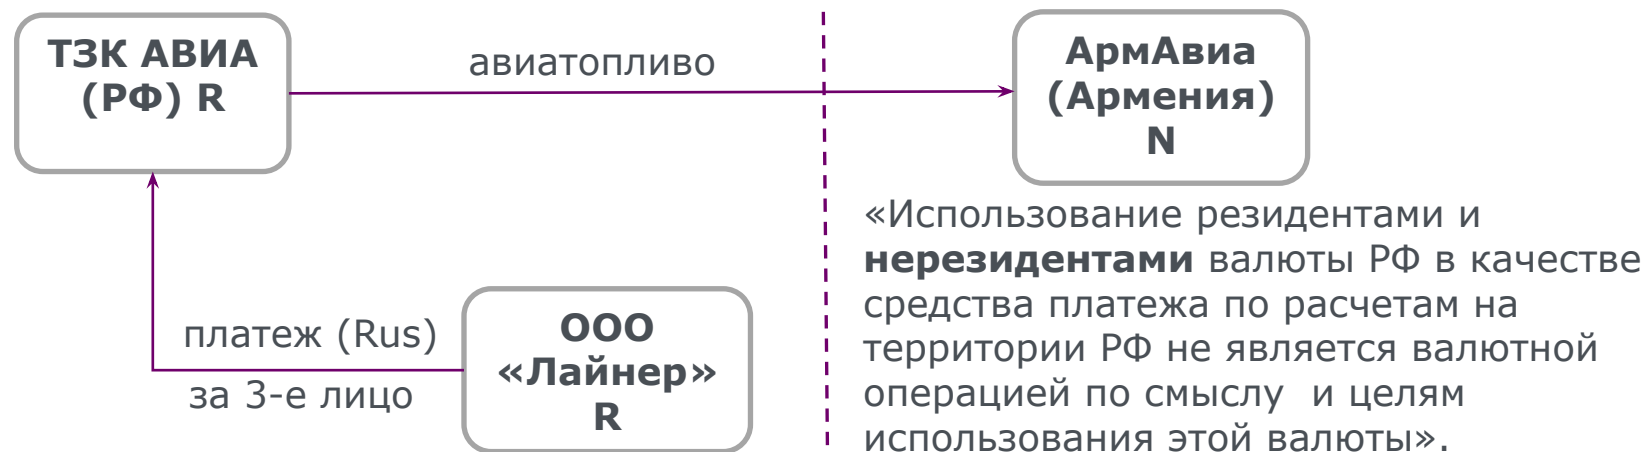 ТЗК АВИА
(РФ) R
авиатопливо
АрмАвиа
(Армения)
N
платеж (Rus)
за 3-е лицо
ООО
«Лайнер»
R
«Использование резидентами и
нерезидентами валюты РФ в качестве
средства платежа по расчетам на
территории РФ не является валютной
операцией по смыслу и целям
использования этой валюты».